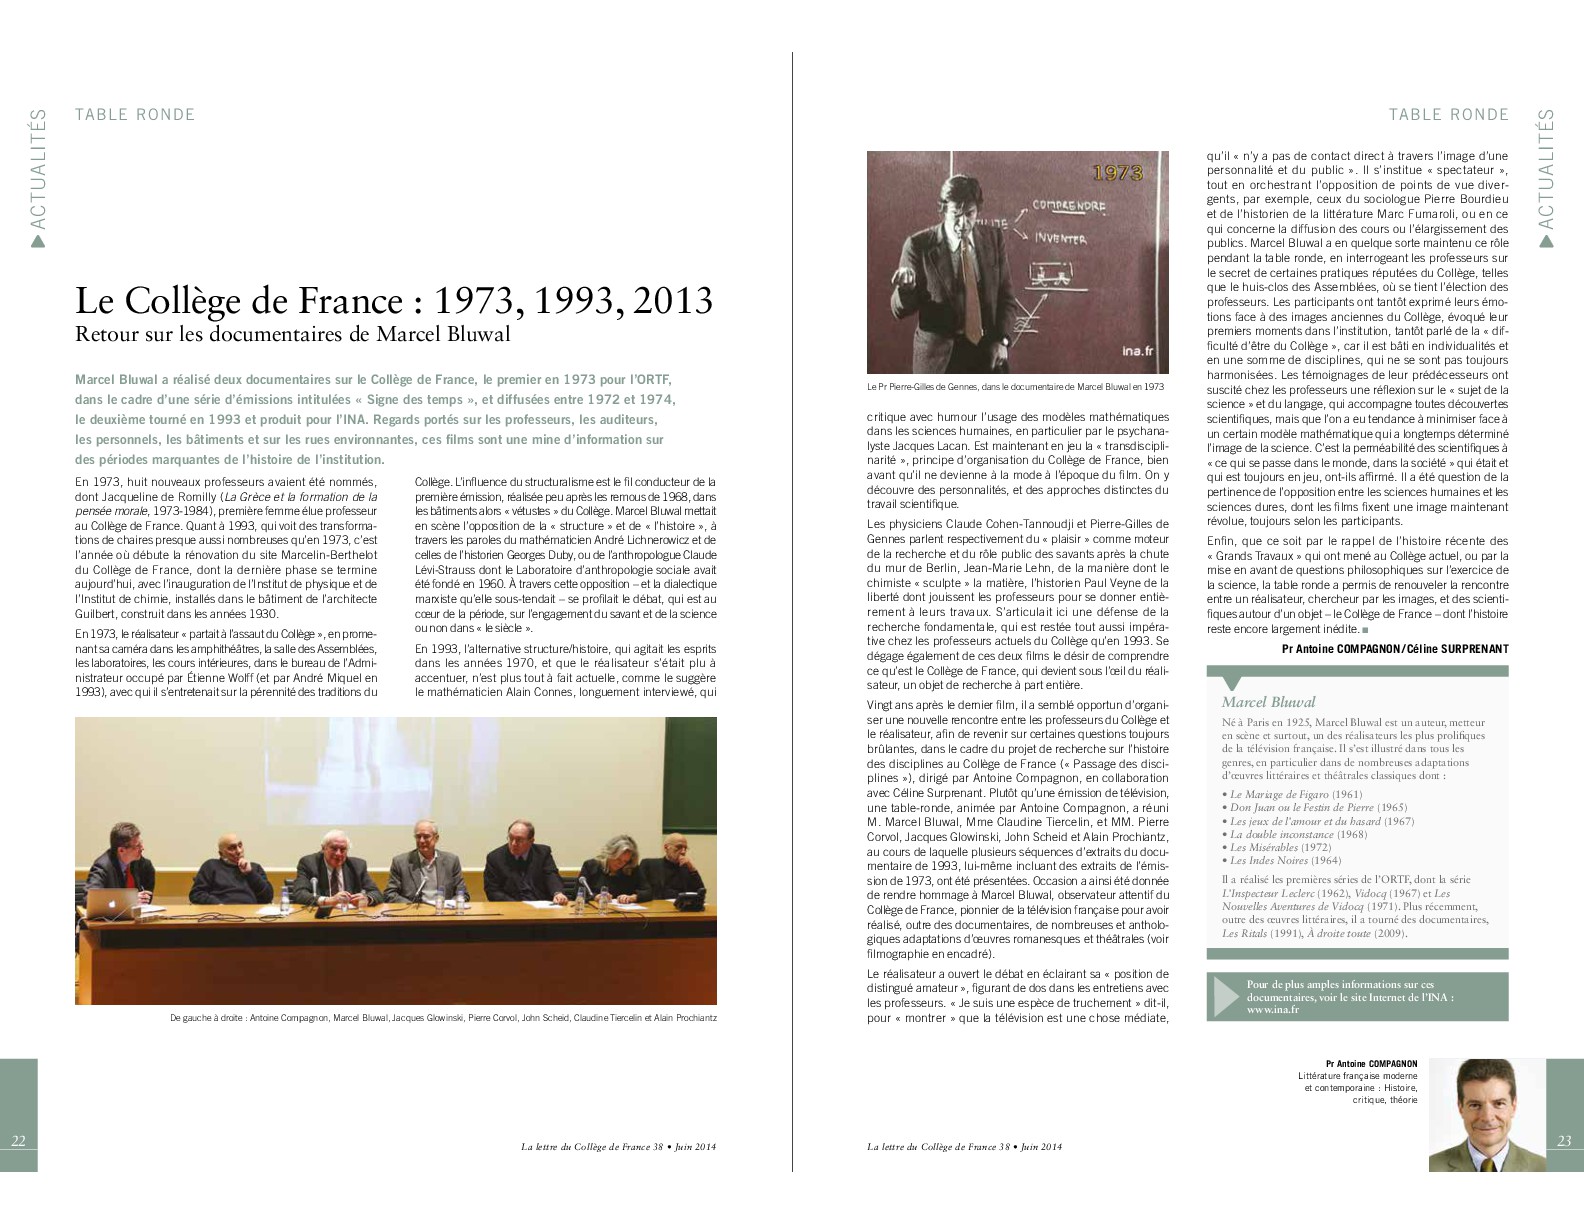 TABLE RONDE
ACTUALITÉS
Le Collège de France : 1973, 1993, 2013
Retour sur les documentaires de Marcel Bluwal
Marcel Bluwal a réalisé deux documentaires sur le Collège de France, le premier en 1973 pour l’ORTF,
dans le cadre d’une série d’émissions intitulées « Signe des temps », et diffusées entre 1972 et 1974,
le deuxième tourné en 1993 et produit pour l’INA. Regards portés sur les professeurs, les auditeurs,
les personnels, les bâtiments et sur les rues environnantes, ces films sont une mine d’information sur
des périodes marquantes de l’histoire de l’institution.
En 1973, huit nouveaux professeurs avaient été nommés,
dont Jacqueline de Romilly (La Grèce et la formation de la
pensée morale, 1973-1984), première femme élue professeur
au Collège de France. Quant à 1993, qui voit des transforma-
tions de chaires presque aussi nombreuses qu’en 1973, c’est
l’année où débute la rénovation du site Marcelin-Berthelot
du Collège de France, dont la dernière phase se termine
aujourd’hui, avec l’inauguration de l’Institut de physique et de
l’Institut de chimie, installés dans le bâtiment de l’architecte
Guilbert, construit dans les années 1930.
En 1973, le réalisateur « partait à l’assaut du Collège », en prome-
nant sa caméra dans les amphithéâtres, la salle des Assemblées,
les laboratoires, les cours intérieures, dans le bureau de l’Admi-
nistrateur occupé par Étienne Wolff (et par André Miquel en
1993), avec qui il s’entretenait sur la pérennité des traditions du
Collège. L’influence du structuralisme est le fil conducteur de la
première émission, réalisée peu après les remous de 1968, dans
les bâtiments alors « vétustes » du Collège. Marcel Bluwal mettait
en scène l’opposition de la « structure » et de « l’histoire », à
travers les paroles du mathématicien André Lichnerowicz et de
celles de l’historien Georges Duby, ou de l’anthropologue Claude
Lévi-Strauss dont le Laboratoire d’anthropologie sociale avait
été fondé en 1960. À travers cette opposition – et la dialectique
marxiste qu’elle sous-tendait – se profilait le débat, qui est au
cœur de la période, sur l’engagement du savant et de la science
ou non dans « le siècle ».
En 1993, l’alternative structure/histoire, qui agitait les esprits
dans les années 1970, et que le réalisateur s’était plu à
accentuer, n’est plus tout à fait actuelle, comme le suggère
le mathématicien Alain Connes, longuement interviewé, qui
De gauche à droite : Antoine Compagnon, Marcel Bluwal, Jacques Glowinski, Pierre Corvol, John Scheid, Claudine Tiercelin et Alain Prochiantz
22
La lettre du Collège de France 38 • Juin 2014
TABLE RONDE
ACTUALITÉS
1973
COMPRENDRE
INVENTER
ina.fr
Le Pr Pierre-Gilles de Gennes, dans le documentaire de Marcel Bluwal en 1973
critique avec humour l’usage des modèles mathématiques
dans les sciences humaines, en particulier par le psychana-
lyste Jacques Lacan. Est maintenant en jeu la « transdiscipli-
narité », principe d’organisation du Collège de France, bien
avant qu’il ne devienne à la mode à l’époque du film. On y
découvre des personnalités, et des approches distinctes du
travail scientifique.
Les physiciens Claude Cohen-Tannoudji et Pierre-Gilles de
Gennes parlent respectivement du « plaisir » comme moteur
de la recherche et du rôle public des savants après la chute
du mur de Berlin, Jean-Marie Lehn, de la manière dont le
chimiste « sculpte » la matière, l’historien Paul Veyne de la
liberté dont jouissent les professeurs pour se donner entiè-
rement à leurs travaux. S’articulait ici une défense de la
recherche fondamentale, qui est restée tout aussi impéra-
tive chez les professeurs actuels du Collège qu’en 1993. Se
dégage également de ces deux films le désir de comprendre
ce qu’est le Collège de France, qui devient sous l’œil du réali-
sateur, un objet de recherche à part entière.
Vingt ans après le dernier film, il a semblé opportun d’organi-
ser une nouvelle rencontre entre les professeurs du Collège et
le réalisateur, afin de revenir sur certaines questions toujours
brûlantes, dans le cadre du projet de recherche sur l’histoire
des disciplines au Collège de France (« Passage des disci-
plines »), dirigé par Antoine Compagnon, en collaboration
avec Céline Surprenant. Plutôt qu’une émission de télévision,
une table-ronde, animée par Antoine Compagnon, a réuni
M. Marcel Bluwal, Mme Claudine Tiercelin, et MM. Pierre
Corvol, Jacques Glowinski, John Scheid et Alain Prochiantz,
au cours de laquelle plusieurs séquences d’extraits du docu-
mentaire de 1993, lui-même incluant des extraits de l’émis-
sion de 1973, ont été présentées. Occasion a ainsi été donnée
de rendre hommage à Marcel Bluwal, observateur attentif du
Collège de France, pionnier de la télévision française pour avoir
réalisé, outre des documentaires, de nombreuses et antholo-
giques adaptations d’œuvres romanesques et théâtrales (voir
filmographie en encadré).
Le réalisateur a ouvert le débat en éclairant sa « position de
distingué amateur », figurant de dos dans les entretiens avec
les professeurs. « Je suis une espèce de truchement » dit-il,
pour « montrer » que la télévision est une chose médiate,
qu’il « n’y a pas de contact direct à travers l’image d’une
personnalité et du public ». Il s’institue « spectateur »,
tout en orchestrant l’opposition de points de vue diver-
gents, par exemple, ceux du sociologue Pierre Bourdieu
et de l’historien de la littérature Marc Fumaroli, ou en ce
qui concerne la diffusion des cours ou l’élargissement des
publics. Marcel Bluwal a en quelque sorte maintenu ce rôle
pendant la table ronde, en interrogeant les professeurs sur
le secret de certaines pratiques réputées du Collège, telles
que le huis-clos des Assemblées, où se tient l’élection des
professeurs. Les participants ont tantôt exprimé leurs émo-
tions face à des images anciennes du Collège, évoqué leur
premiers moments dans l’institution, tantôt parlé de la « dif-
ficulté d’être du Collège », car il est bâti en individualités et
en une somme de disciplines, qui ne se sont pas toujours
harmonisées. Les témoignages de leur prédécesseurs ont
suscité chez les professeurs une réflexion sur le « sujet de la
science » et du langage, qui accompagne toutes découvertes
scientifiques, mais que l’on a eu tendance à minimiser face à
un certain modèle mathématique qui a longtemps déterminé
l’image de la science. C’est la perméabilité des scientifiques à
« ce qui se passe dans le monde, dans la société » qui était et
qui est toujours en jeu, ont-ils affirmé. Il a été question de la
pertinence de l’opposition entre les sciences humaines et les
sciences dures, dont les films fixent une image maintenant
révolue, toujours selon les participants.
Enfin, que ce soit par le rappel de l’histoire récente des
« Grands Travaux » qui ont mené au Collège actuel, ou par la
mise en avant de questions philosophiques sur l’exercice de
la science, la table ronde a permis de renouveler la rencontre
entre un réalisateur, chercheur par les images, et des scienti-
fiques autour d’un objet – le Collège de France – dont l’histoire
reste encore largement inédite. ■
Pr Antoine COMPAGNON/Céline SURPRENANT
Marcel Bluwal
Né à Paris en 1925, Marcel Bluwal est un auteur, metteur
en scène et surtout, un des réalisateurs les plus prolifiques
de la télévision française. Il s’est illustré dans tous les
genres, en particulier dans de nombreuses adaptations
d’œuvres littéraires et théâtrales classiques dont :
• Le Mariage de Figaro (1961)
• Don Juan ou le Festin de Pierre (1965)
• Les jeux de l’amour et du hasard (1967)
• La double inconstance (1968)
• Les Misérables (1972)
• Les Indes Noires (1964)
Il a réalisé les premières séries de l’ORTF, dont la série
L’Inspecteur Leclerc (1962), Vidocq (1967) et Les
Nouvelles Aventures de Vidocq (1971). Plus récemment,
outre des œuvres littéraires, il a tourné des documentaires,
Les Ritals (1991), À droite toute (2009).
Pour de plus amples informations sur ces
documentaires, voir le site Internet de l’INA :
www.ina.fr
Pr Antoine COMPAGNON
Littérature française moderne
et contemporaine : Histoire,
critique, théorie
La lettre du Collège de France 38 • Juin 2014
23